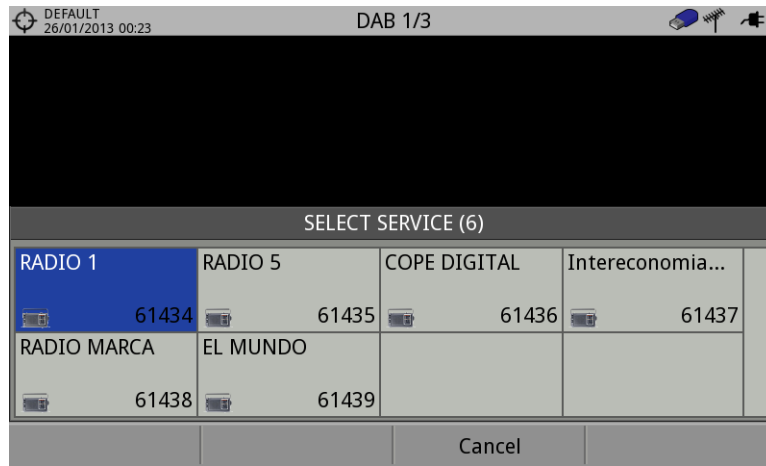 DEFAULT
26/01/2013 00:23
DAB 1/3
SELECT SERVICE (6)
RADIO 1
61434
RADIO 5
61435
COPE DIGITAL
61436
Intereconomia...
61437
RADIO MARCA
61438
EL MUNDO
61439
Cancel